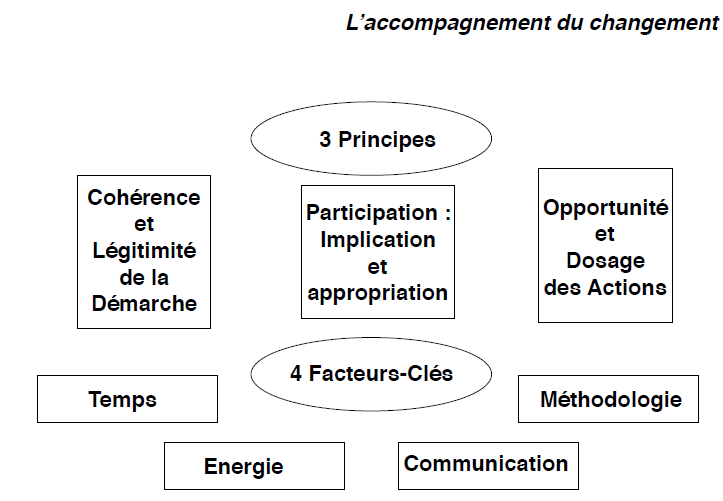 L'accompagnement du changement
3 Principes
Cohérence
et
Légitimité
de la
Démarche
Participation :
Implication
et
appropriation
Opportunité
et
Dosage
des Actions
4 Facteurs-Clés
Temps
Méthodologie
Energie
Communication